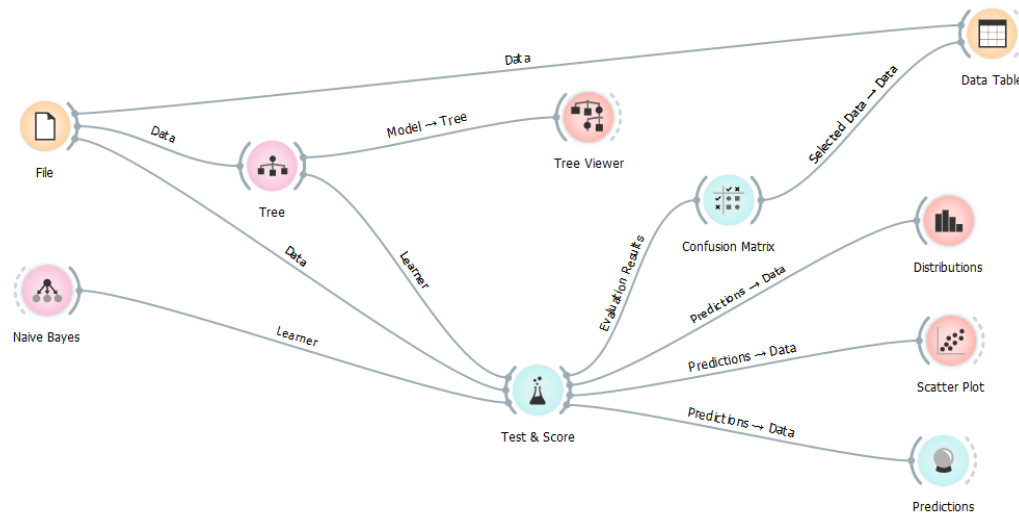 Data
Data Table
Model → Tree
Selected Data → Data
Data
File
Tree Viewer
Tree
Confusion Matrix
Data
Learner
Evaluation Results
Predictions → Data
Distributions
Naive Bayes
Learner
Predictions → Data
Scatter Plot
Predictions → Data
Test & Score
Predictions